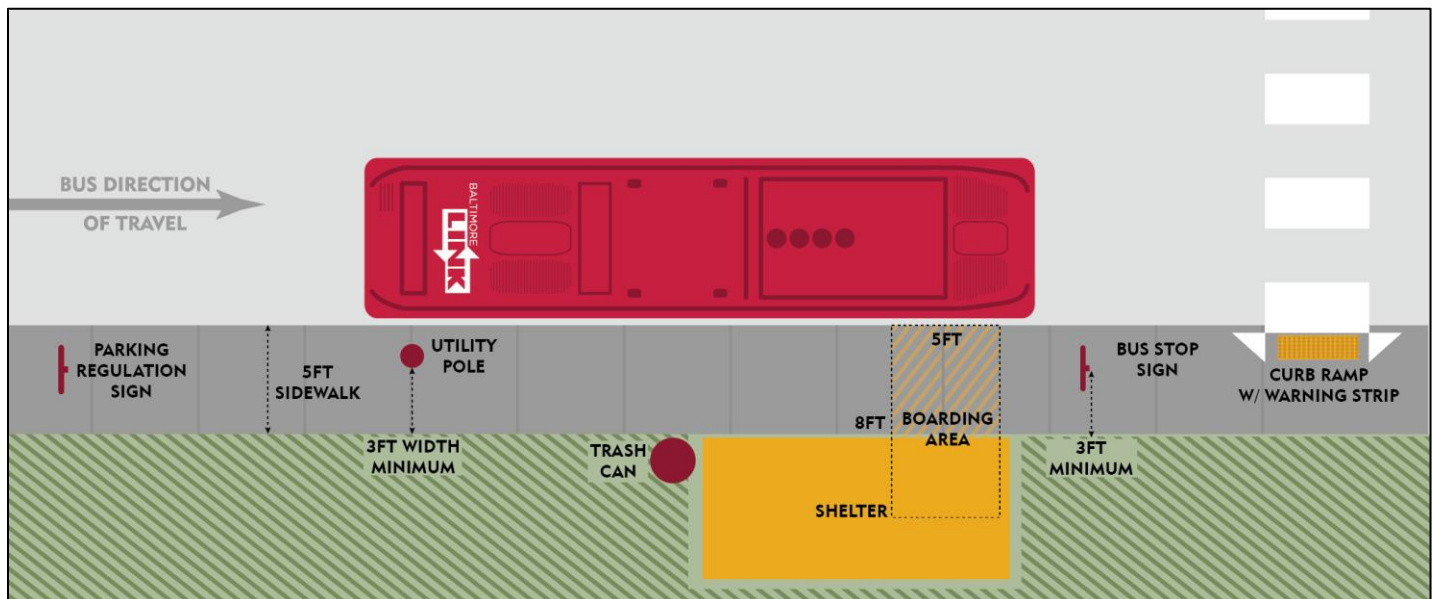 BUS DIRECTION
OF TRAVEL
BALTIMORE
LINK
PARKING
REGULATION
SIGN
5FT
SIDEWALK
UTILITY
POLE
3FT WIDTH
MINIMUM
TRASH
CAN
5FT
8FT
BOARDING
AREA
SHELTER
BUS STOP
SIGN
3FT
MINIMUM
CURB RAMP
W/ WARNING STRIP